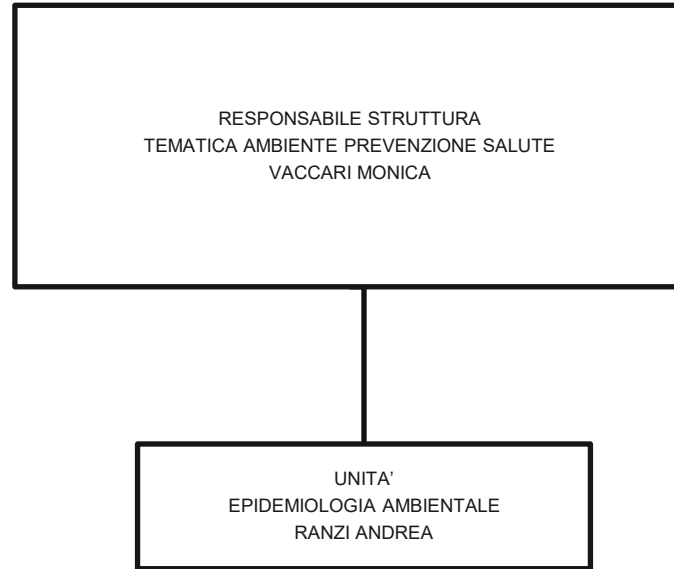 RESPONSABILE STRUTTURA
TEMATICA AMBIENTE PREVENZIONE SALUTE
VACCARI MONICA
UNITA’
EPIDEMIOLOGIA AMBIENTALE
RANZI ANDREA